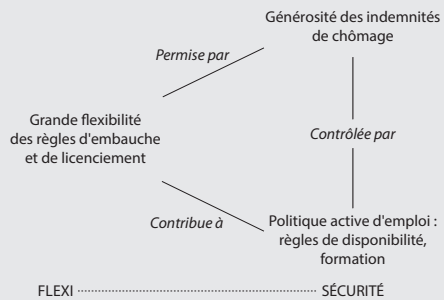 Générosité des indemnités
de chômage
Permise par
Grande flexibilité
des règles d'embauche
et de licenciement
Contrôlée par
Contribue à
Politique active d'emploi :
règles de disponibilité,
formation
FLEXI ........................................................ SÉCURITÉ